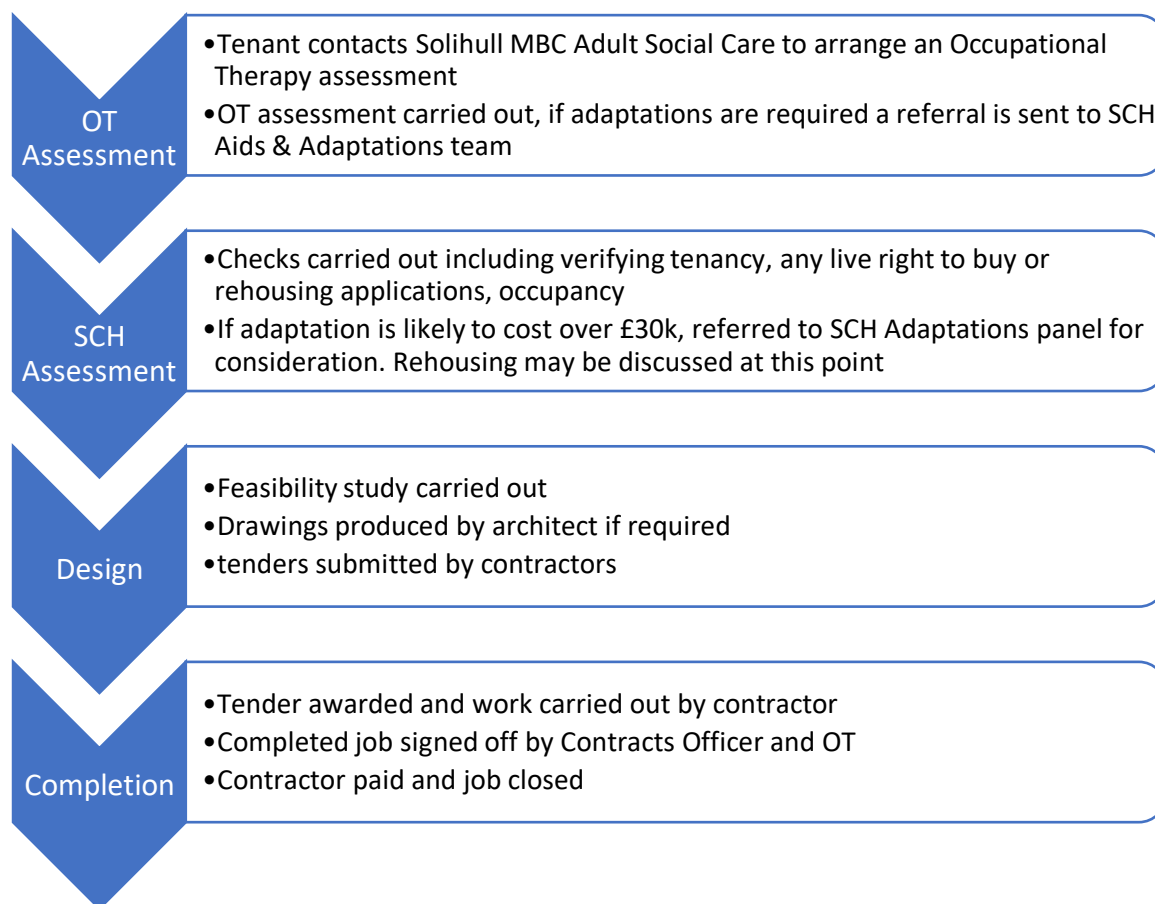 OT
Assessment
•Tenant contacts Solihull MBC Adult Social Care to arrange an Occupational
Therapy assessment
•OT assessment carried out, if adaptations are required a referral is sent to SCH
Aids & Adaptations team
SCH
Assessment
•Checks carried out including verifying tenancy, any live right to buy or
rehousing applications, occupancy
•If adaptation is likely to cost over £30k, referred to SCH Adaptations panel for
consideration. Rehousing may be discussed at this point
Design
•Feasibility study carried out
•Drawings produced by architect if required
•tenders submitted by contractors
Completion
•Tender awarded and work carried out by contractor
•Completed job signed off by Contracts Officer and OT
•Contractor paid and job closed